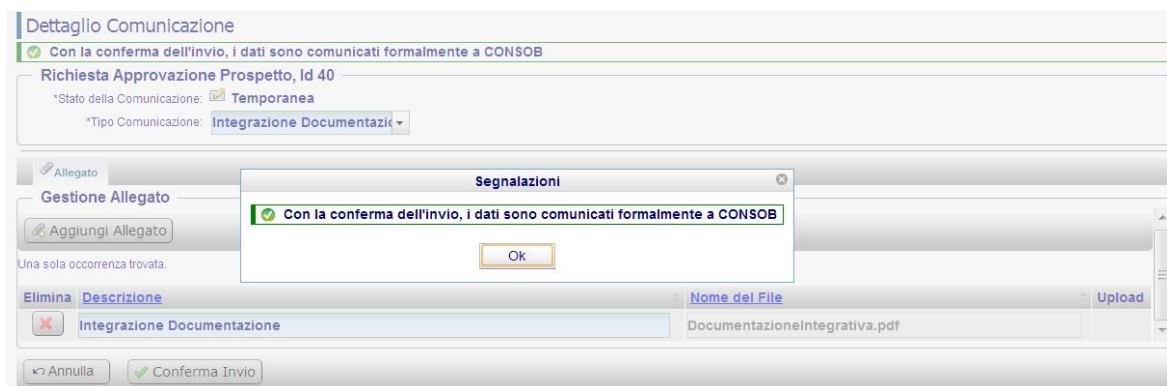 Dettaglio Comunicazione
Con la conferma dell'invio, i dati sono comunicati formalmente a CONSOB
Richiesta Approvazione Prospetto, Id 40
*Stato della Comunicazione: Temporanea
*Tipo Comunicazione: Integrazione Documentazi
Allegato
Segnalazioni
Gestione Allegato
Con la conferma dell'invio, i dati sono comunicati formalmente a CONSOB
Aggiungi Allegato
Ok
Una sola occorrenza trovata.
Elimina Descrizione Nome del File Upload
Integrazione Documentazione DocumentazioneIntegrativa.pdf
Annulla Conferma Invio